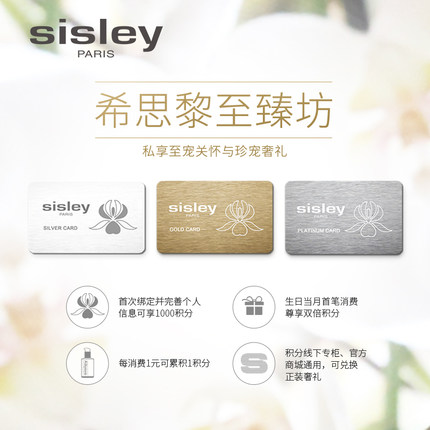 sisley
PARIS
希思黎至臻坊
私享至宠关怀与珍宠奢礼
sisley
PARIS
SILVER CARD
sisley
PARIS
GOLD CARD
sisley
PARIS
PLATINUM CARD
首次绑定并完善个人
信息可享1000积分
生日当月首笔消费
尊享双倍积分
每消费1元可累积1积分
S
积分线下专柜、官方
商城通用，可兑换
正装奢礼